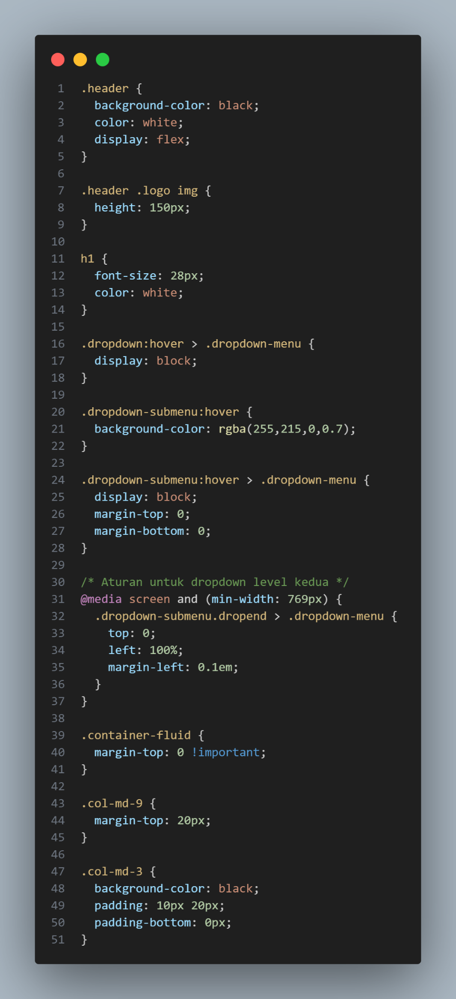 1 .header {
2   background-color: black;
3   color: white;
4   display: flex;
5 }
6
7 .header .logo img {
8   height: 150px;
9 }
10
11 h1 {
12   font-size: 28px;
13   color: white;
14 }
15
16 .dropdown:hover > .dropdown-menu {
17   display: block;
18 }
19
20 .dropdown-submenu:hover {
21   background-color: rgba(255,215,0,0.7);
22 }
23
24 .dropdown-submenu:hover > .dropdown-menu {
25   display: block;
26   margin-top: 0;
27   margin-bottom: 0;
28 }
29
30 /* Aturan untuk dropdown level kedua */
31 @media screen and (min-width: 769px) {
32   .dropdown-submenu.dropend > .dropdown-menu {
33     top: 0;
34     left: 100%;
35     margin-left: 0.1em;
36   }
37 }
38
39 .container-fluid {
40   margin-top: 0 !important;
41 }
42
43 .col-md-9 {
44   margin-top: 20px;
45 }
46
47 .col-md-3 {
48   background-color: black;
49   padding: 10px 20px;
50   padding-bottom: 0px;
51 }